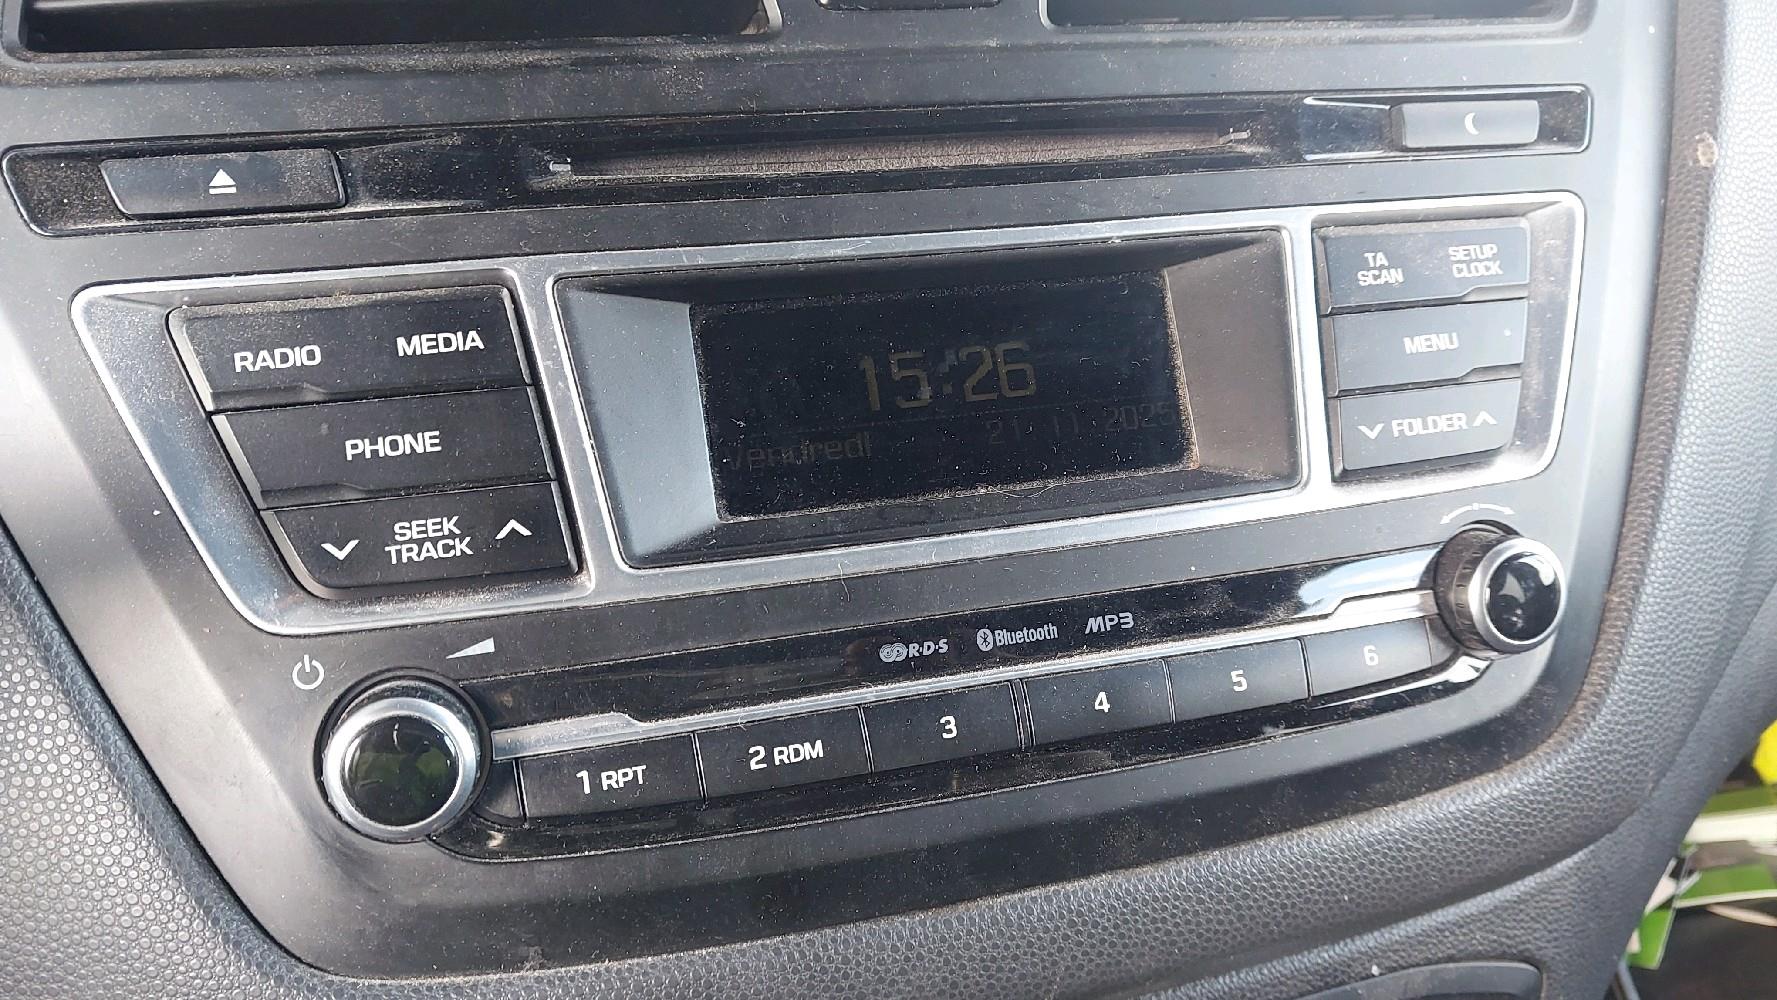 RADIO MEDIA
PHONE
SEEK
TRACK
15:26
Vendredi 21.11.2025
TA
SCAN
SETUP
CLOCK
MENU
FOLDER
R·D·S Bluetooth MP3
1 RPT 2 RDM 3 4 5 6